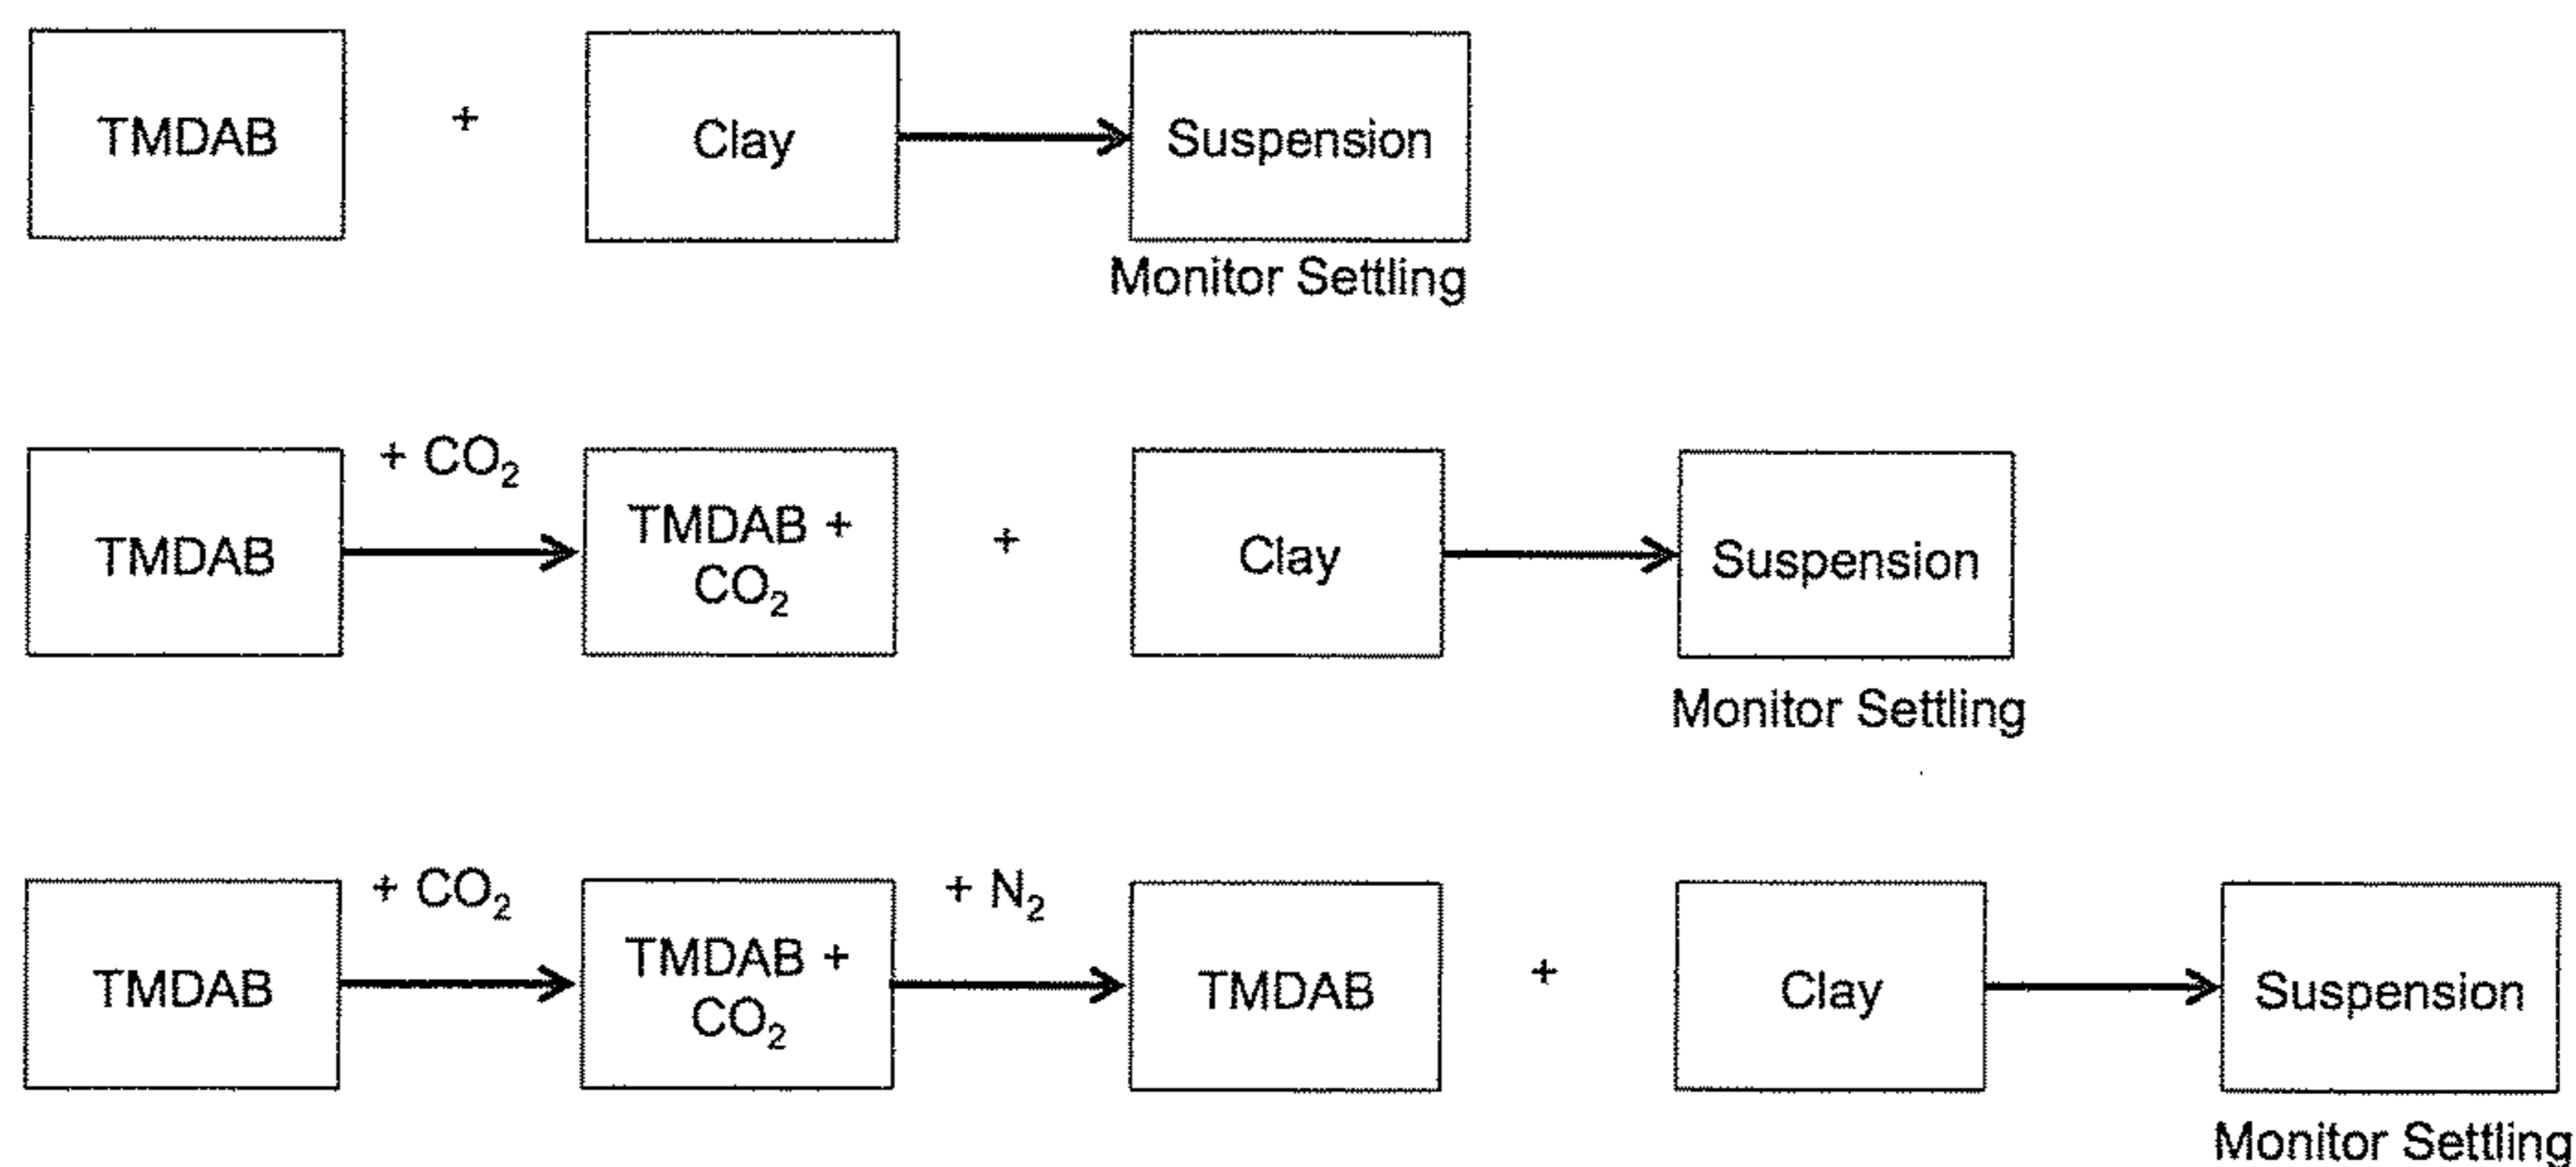 TMDAB + Clay Suspension
Monitor Settling
+ CO₂
TMDAB TMDAB + CO₂ + Clay Suspension
Monitor Settling
+ CO₂ + N₂
TMDAB TMDAB + CO₂ TMDAB + Clay Suspension
Monitor Settling